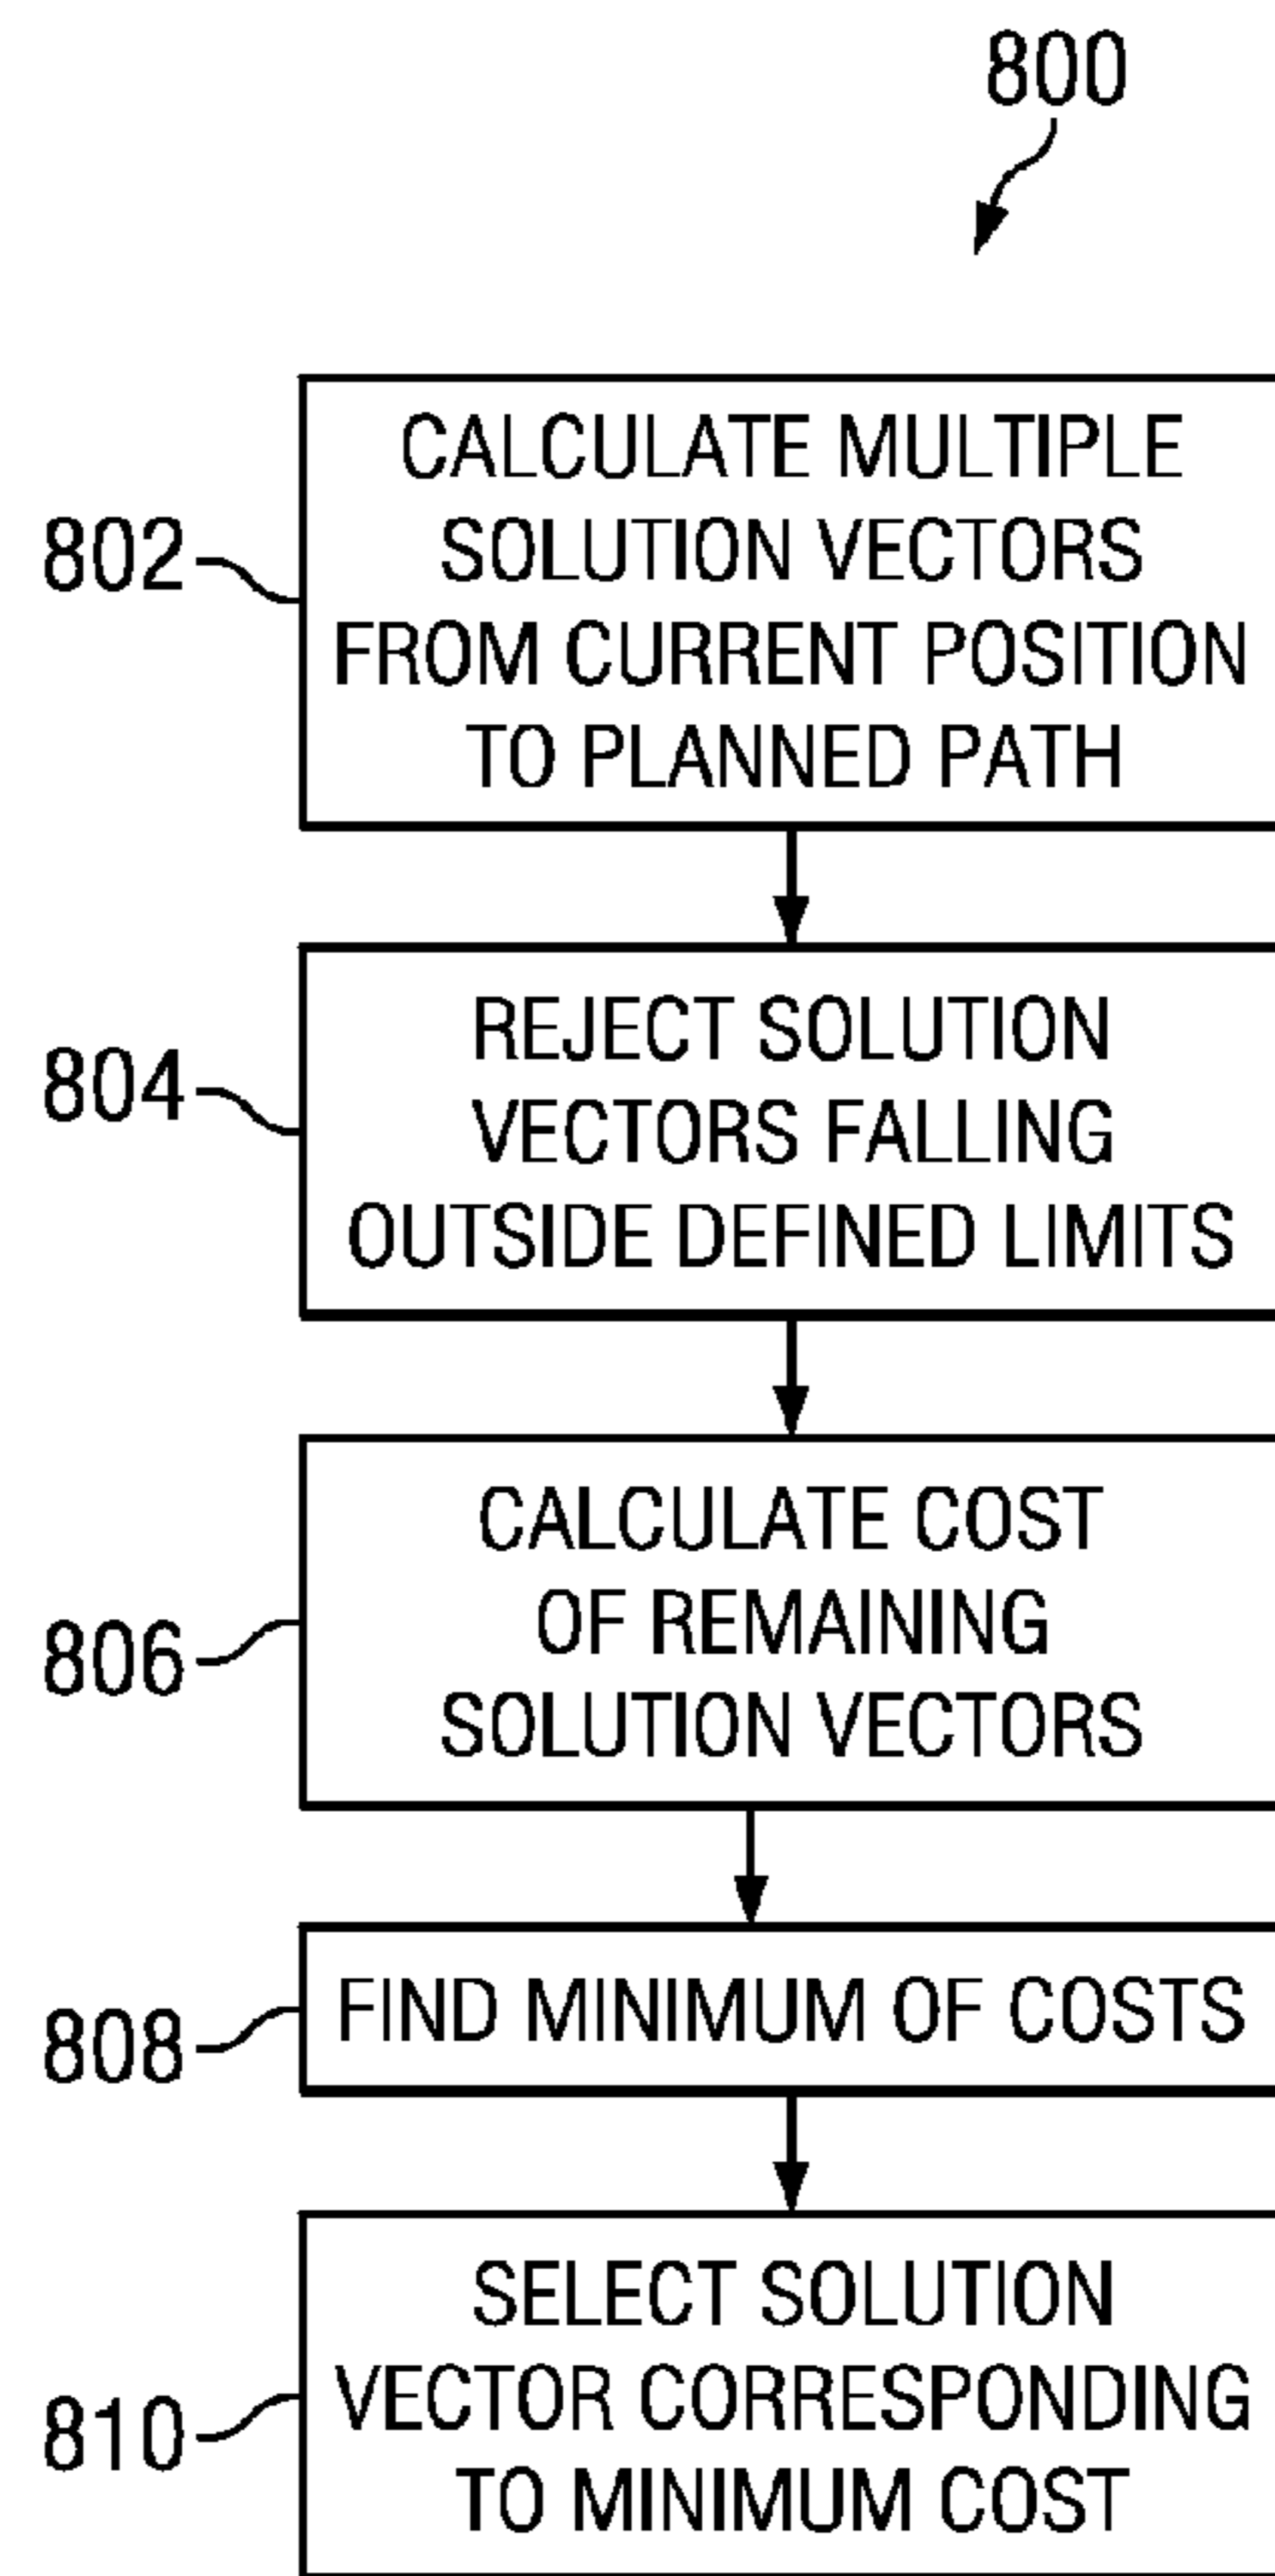 800
802
CALCULATE MULTIPLE
SOLUTION VECTORS
FROM CURRENT POSITION
TO PLANNED PATH
804
REJECT SOLUTION
VECTORS FALLING
OUTSIDE DEFINED LIMITS
806
CALCULATE COST
OF REMAINING
SOLUTION VECTORS
808
FIND MINIMUM OF COSTS
810
SELECT SOLUTION
VECTOR CORRESPONDING
TO MINIMUM COST